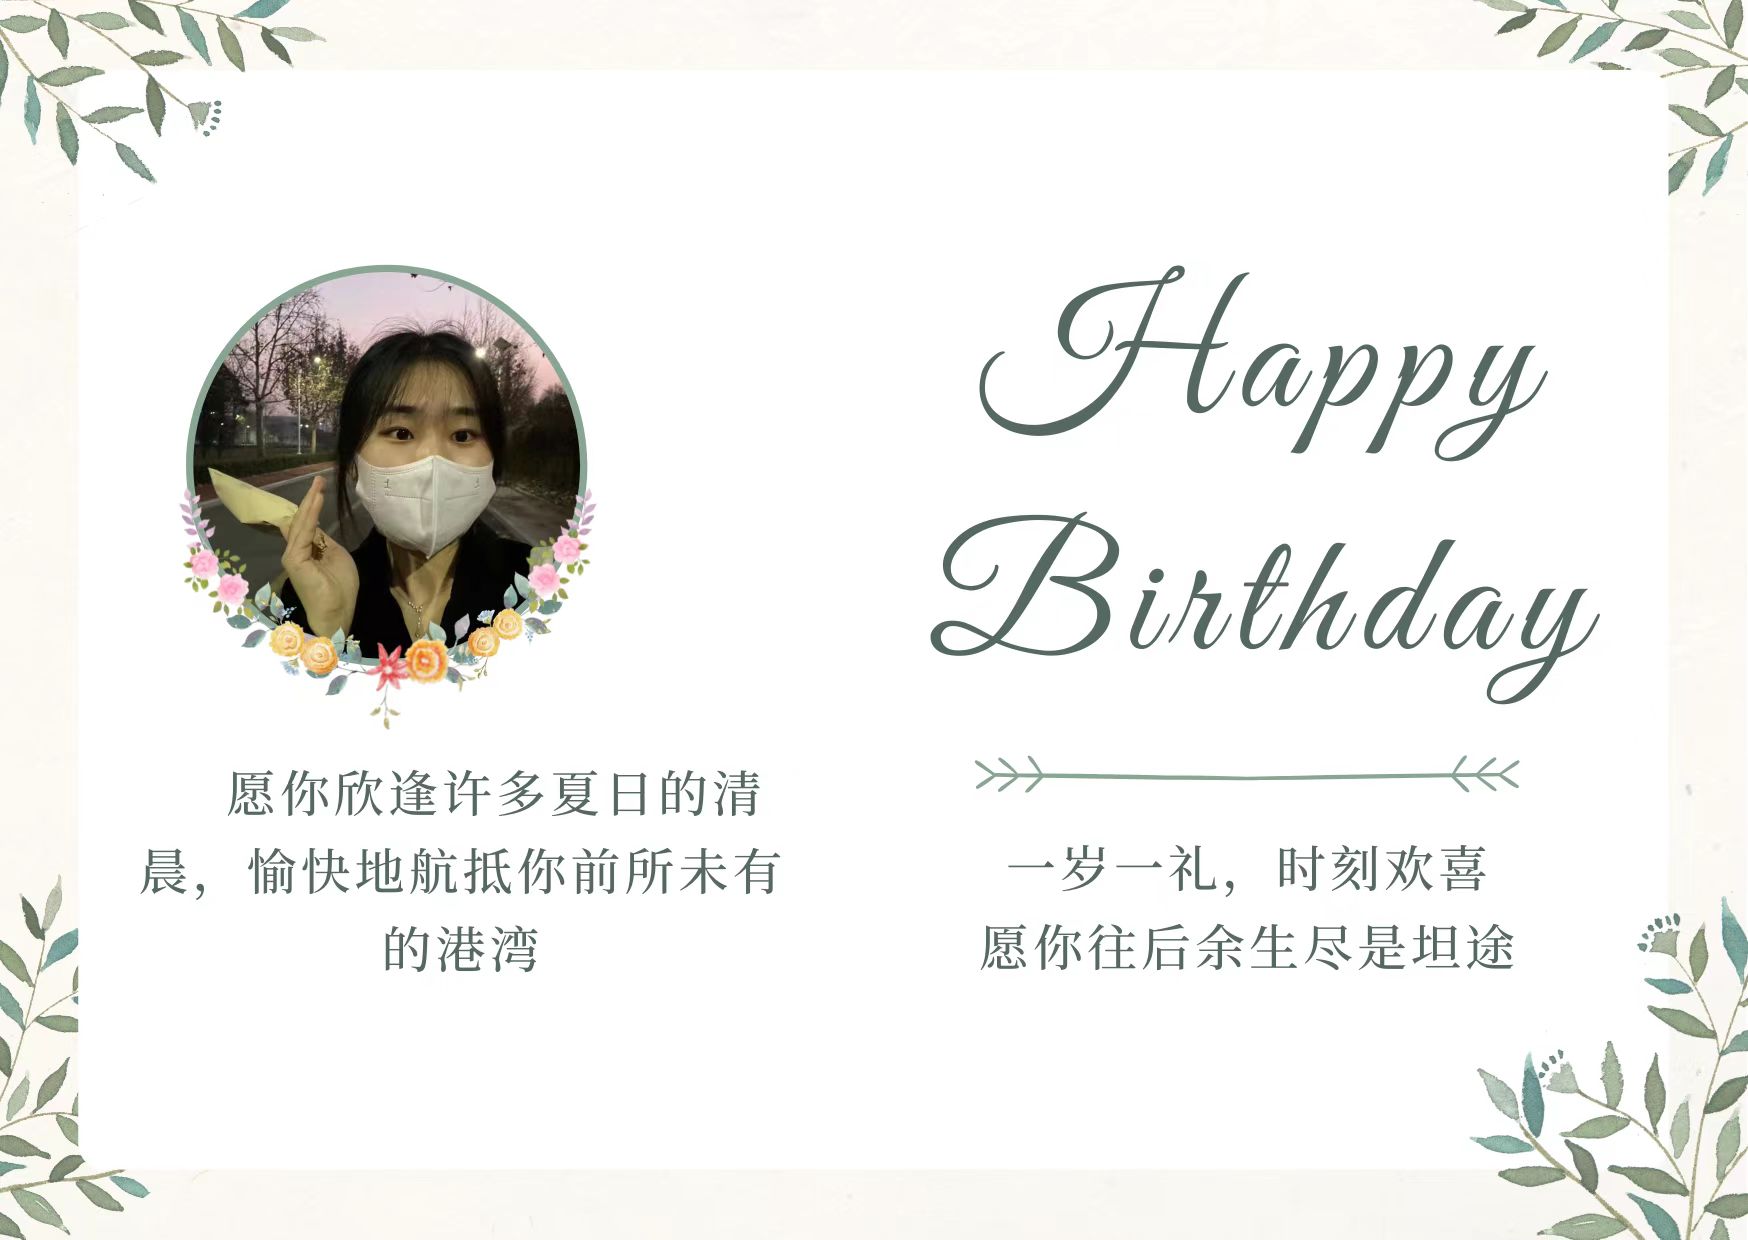 愿你欣逢许多夏日的清
晨，愉快地航抵你前所未有
的港湾
Happy
Birthday
一岁一礼，时刻欢喜
愿你往后余生尽是坦途